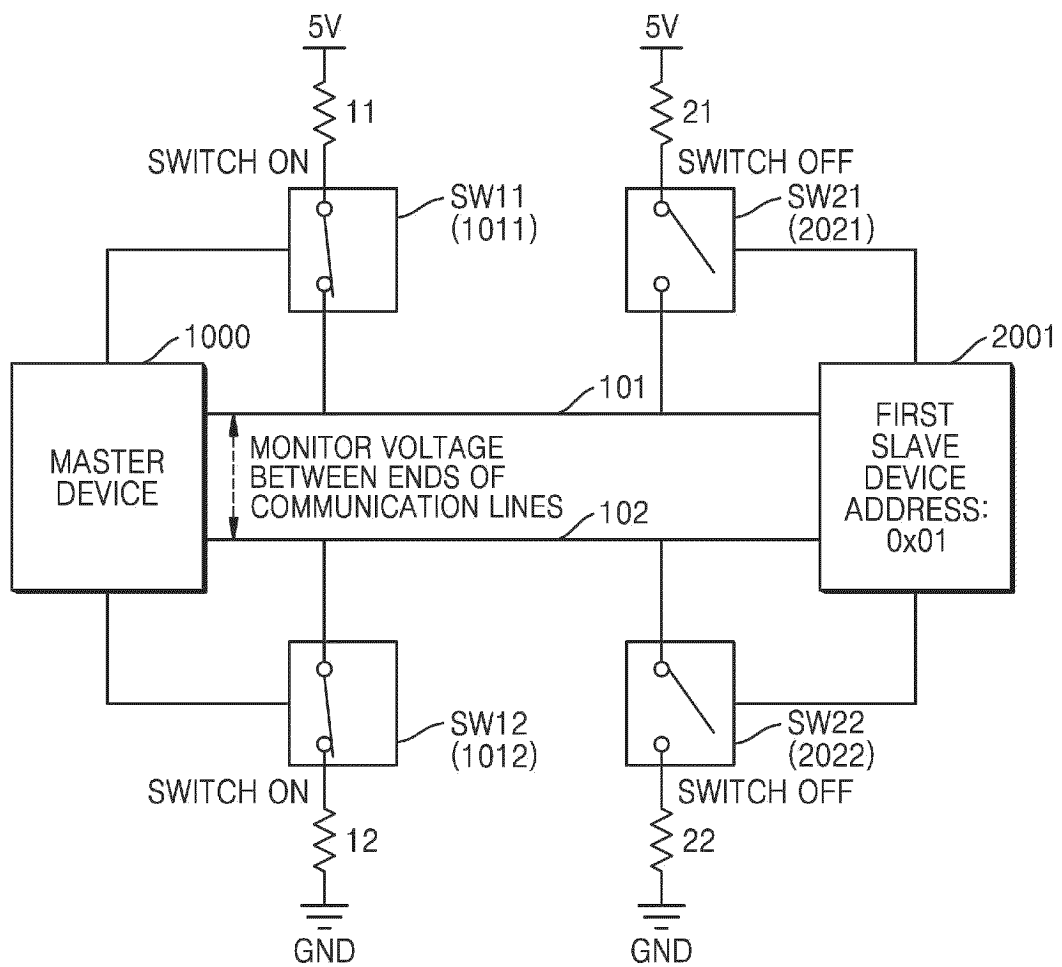 5V
5V
11
21
SWITCH ON
SWITCH OFF
SW11
(1011)
SW21
(2021)
1000
2001
101
MASTER
DEVICE
MONITOR VOLTAGE
BETWEEN ENDS OF
COMMUNICATION LINES
FIRST
SLAVE
DEVICE
ADDRESS:
0x01
102
SW12
(1012)
SW22
(2022)
SWITCH ON
SWITCH OFF
12
22
GND
GND